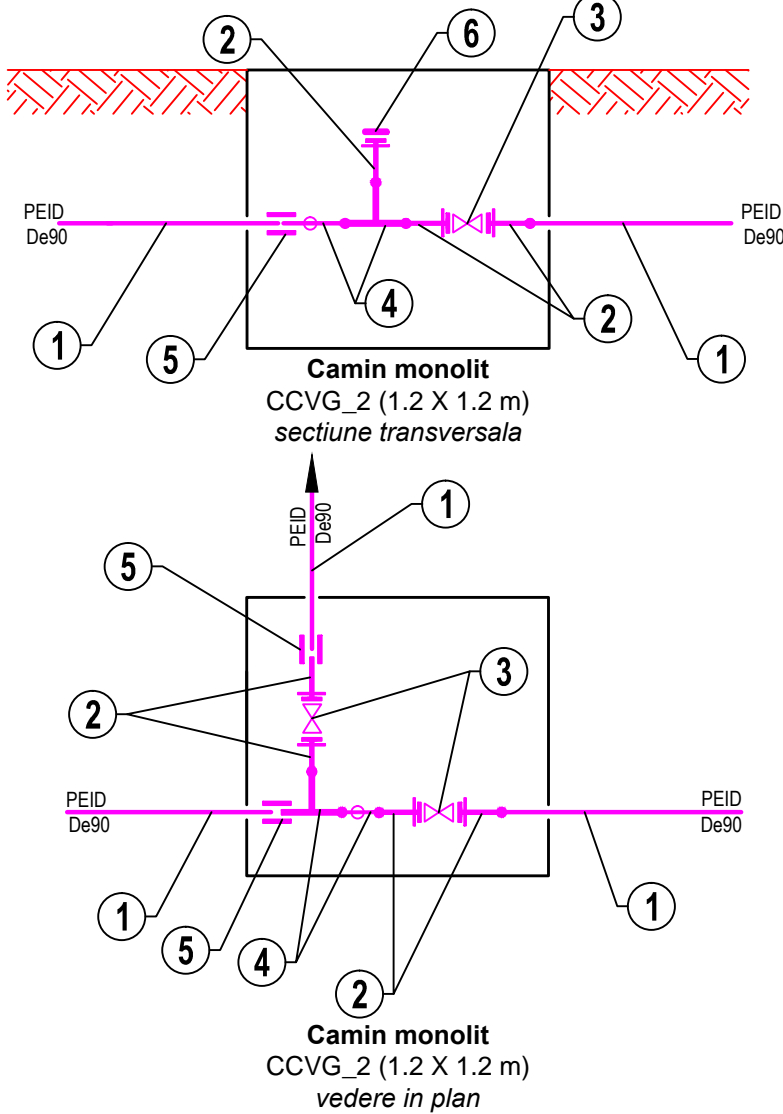 2
6
3
PEID
De90
PEID
De90
1
5
4
2
1
Camin monolit
CCVG_2 (1.2 X 1.2 m)
sectiune transversala
PEID
De90
1
5
3
2
PEID
De90
PEID
De90
1
5
4
2
1
Camin monolit
CCVG_2 (1.2 X 1.2 m)
vedere in plan